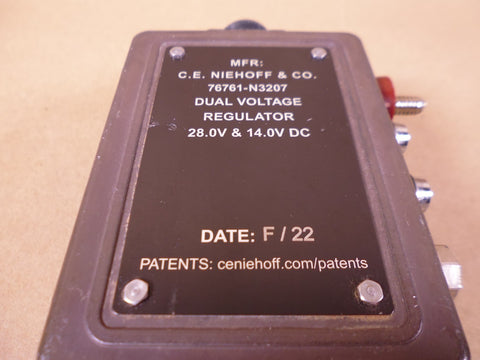 MFR:
C.E. NIEHOFF & CO.
76761-N3207
DUAL VOLTAGE
REGULATOR
28.0V & 14.0V DC
DATE: F / 22
PATENTS: ceniehoff.com/patents